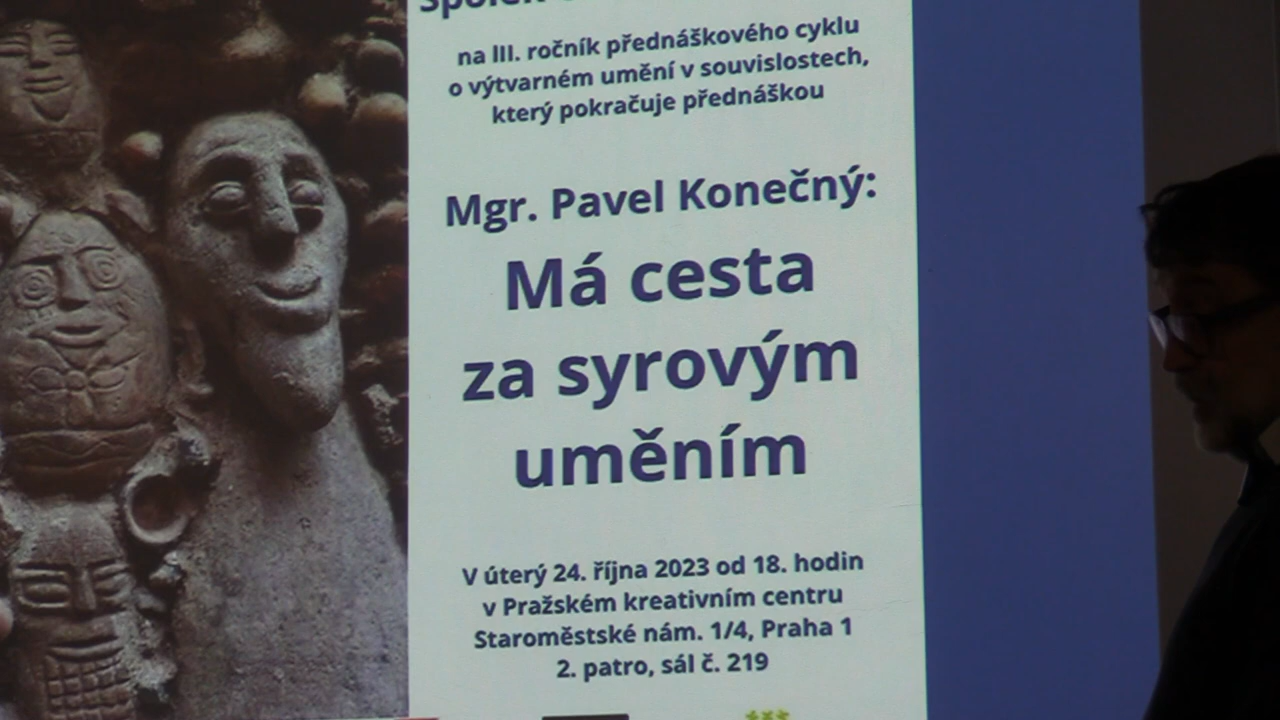 na III. ročník přednáškového cyklu
o výtvarném umění v souvislostech,
který pokračuje přednáškou
Mgr. Pavel Konečný:
Má cesta
za syrovým
uměním
V úterý 24. října 2023 od 18. hodin
v Pražském kreativním centru
Staroměstské nám. 1/4, Praha 1
2. patro, sál č. 219